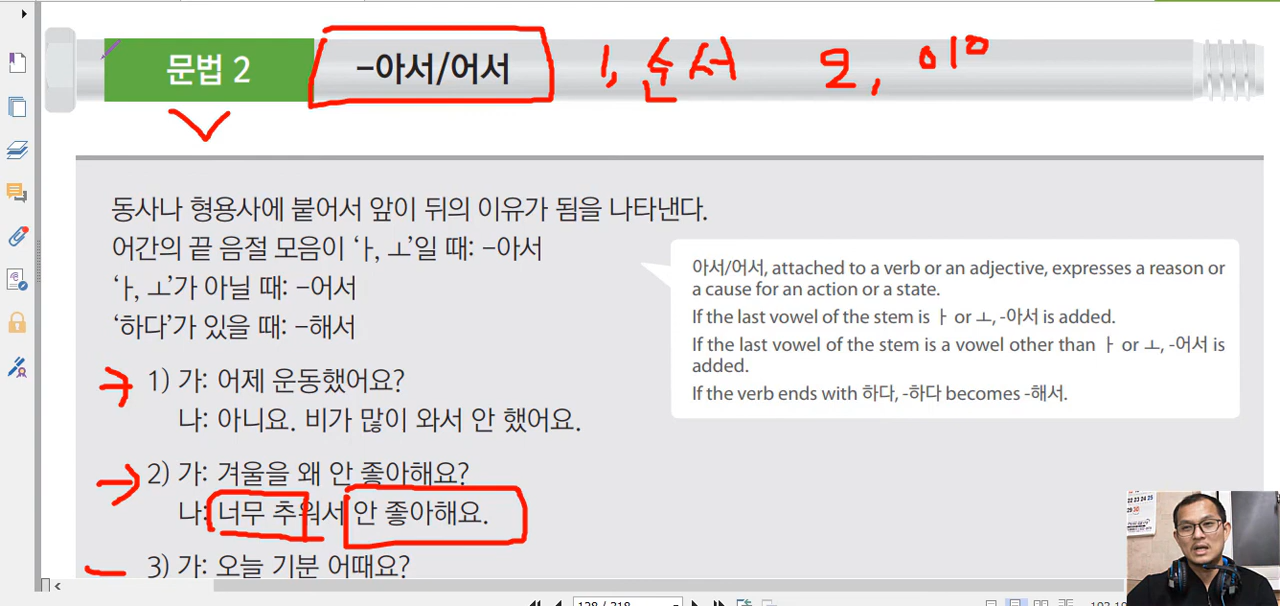 문법 2 –아서/어서 1, 순서 2, 이유
동사나 형용사에 붙어서 앞이 뒤의 이유가 됨을 나타낸다.
어간의 끝 음절 모음이 ‘ㅏ, ㅗ’일 때: –아서
‘ㅏ, ㅗ’가 아닐 때: –어서
‘하다’가 있을 때: –해서
아서/어서, attached to a verb or an adjective, expresses a reason or
a cause for an action or a state.
If the last vowel of the stem is ㅏ or ㅗ, -아서 is added.
If the last vowel of the stem is a vowel other than ㅏ or ㅗ, -어서 is
added.
If the verb ends with 하다, -하다 becomes -해서.
1) 가: 어제 운동했어요?
나: 아니요. 비가 많이 와서 안 했어요.
2) 가: 겨울을 왜 안 좋아해요?
나: 너무 추워서 안 좋아해요.
3) 가: 오늘 기분 어때요?
128 / 318